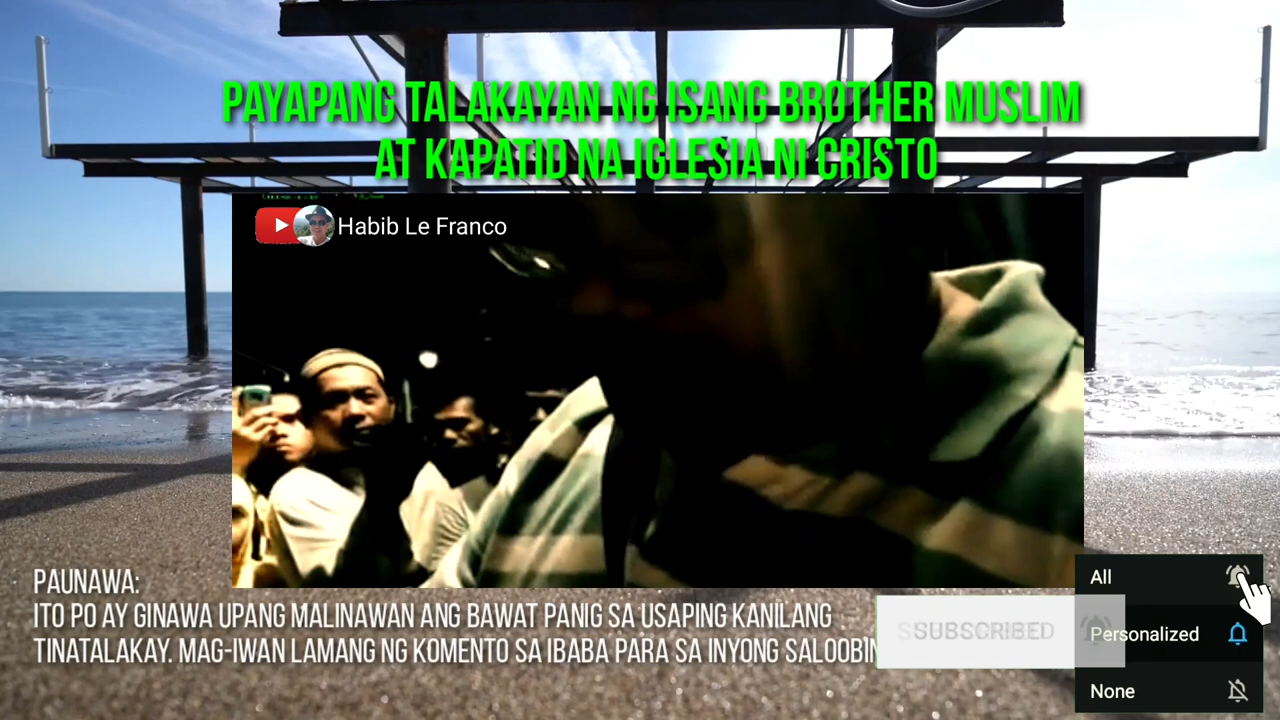 PAYAPANG TALAKAYAN NG ISANG BROTHER MUSLIM
AT KAPATID NA IGLESIA NI CRISTO
Habib Le Franco
PAUNAWA:
ITO PO AY GINAWA UPANG MALINAWAN ANG BAWAT PANIG SA USAPING KANILANG
TINATALAKAY. MAG-IWAN LAMANG NG KOMENTO SA IBABA PARA SA INYONG SALOOBIN
SUBSCRIBED
All
Personalized
None